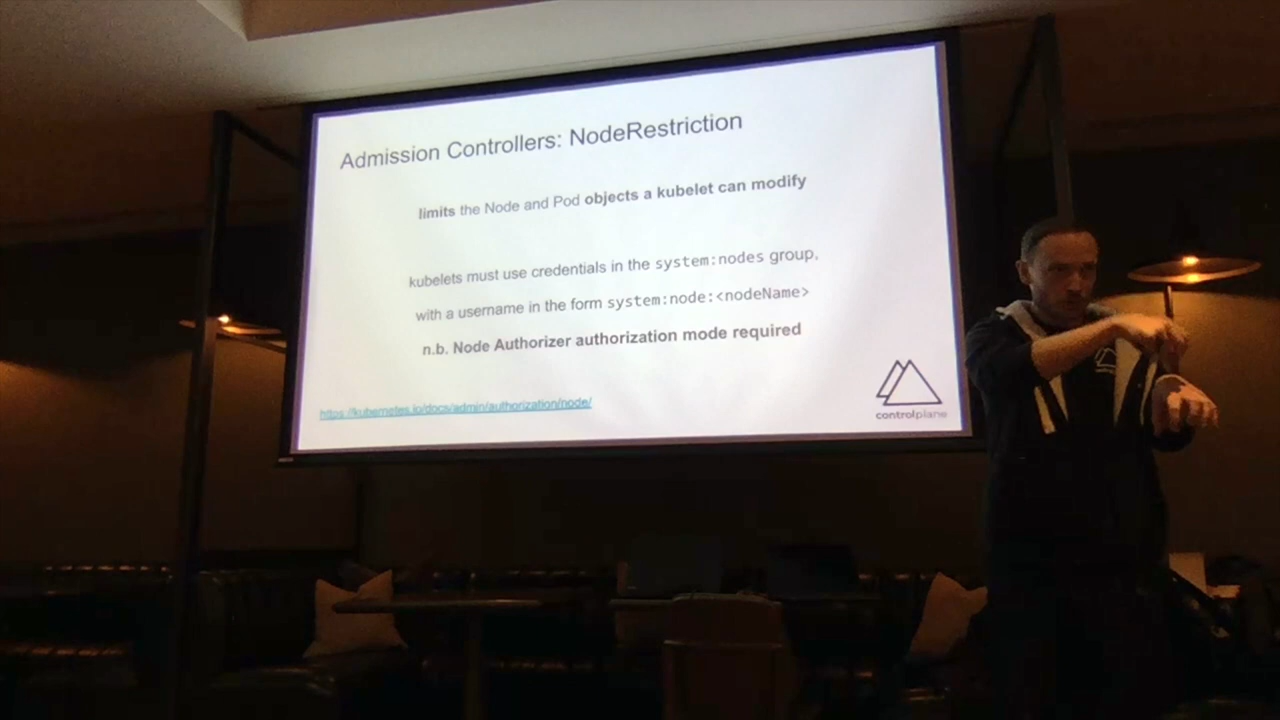 Admission Controllers: NodeRestriction
limits the Node and Pod objects a kubelet can modify
kubelets must use credentials in the system:nodes group,
with a username in the form system:node:<nodeName>
n.b. Node Authorizer authorization mode required
https://kubernetes.io/docs/admin/authorization/node/
controlplane